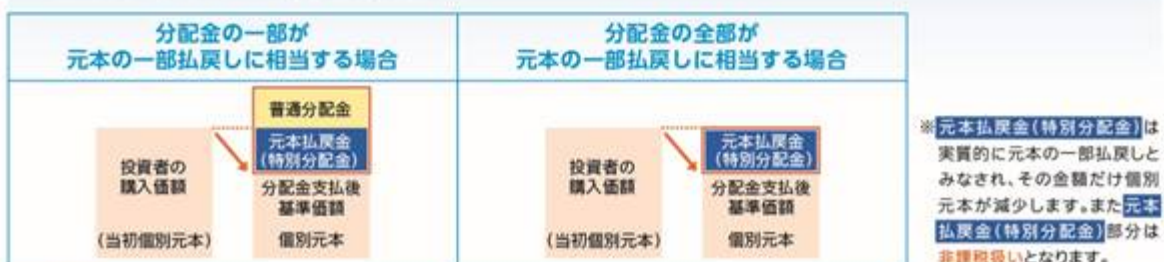 分配金の一部が
元本の一部払戻しに相当する場合
分配金の全部が
元本の一部払戻しに相当する場合
普通分配金
元本払戻金
(特別分配金)
投資者の
購入価額
(当初個別元本)
分配金支払後
基準価額
個別元本
元本払戻金
(特別分配金)
投資者の
購入価額
(当初個別元本)
分配金支払後
基準価額
個別元本
※元本払戻金(特別分配金)は
実質的に元本の一部払戻しと
みなされ、その金額だけ個別
元本が減少します。また元本
払戻金(特別分配金)部分は
非課税扱いとなります。